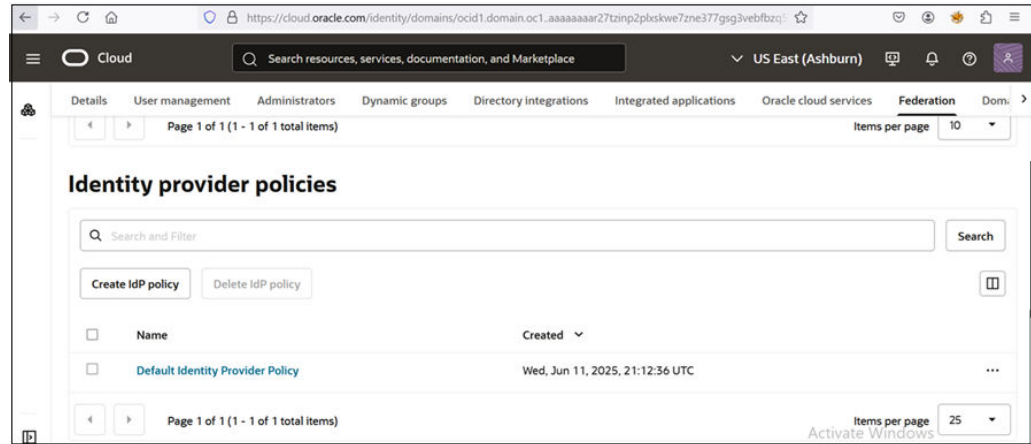 https://cloud.oracle.com/identity/domains/ocid1.domain.oc1..aaaaaaaar27tzinp2plxskwe7zne377gsg3vebfbzq5
Cloud
Search resources, services, documentation, and Marketplace
US East (Ashburn)
Details User management Administrators Dynamic groups Directory integrations Integrated applications Oracle cloud services Federation Doma
Page 1 of 1 (1 - 1 of 1 total items) Items per page 10
Identity provider policies
Search and Filter
Search
Create IdP policy Delete IdP policy
Name Created
Default Identity Provider Policy Wed, Jun 11, 2025, 21:12:36 UTC
Page 1 of 1 (1 - 1 of 1 total items) Items per page 25
Activate Windows